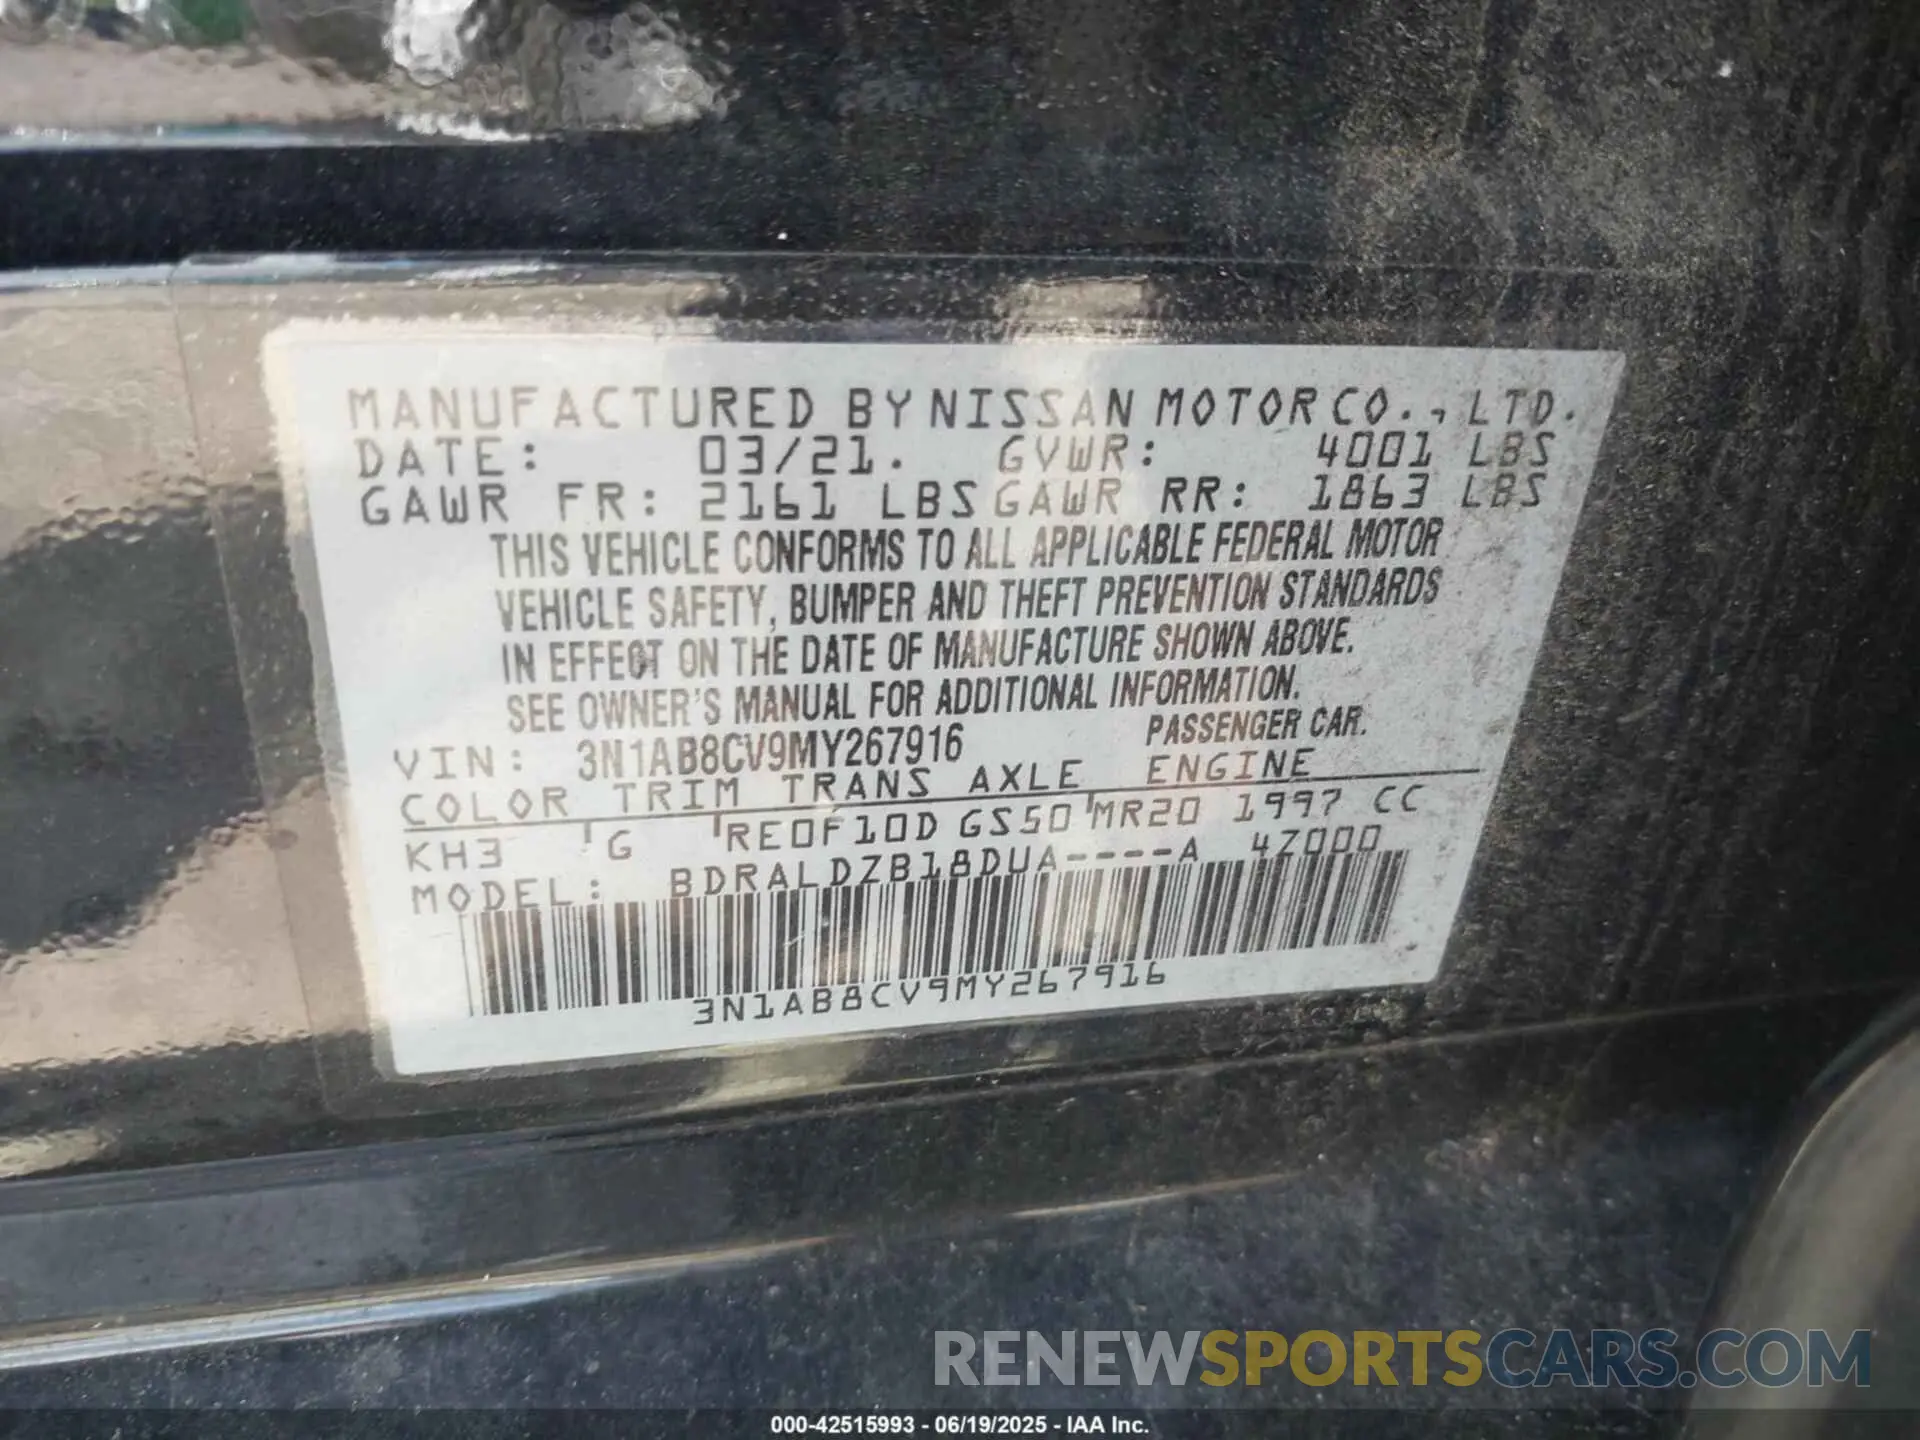 MANUFACTURED BY NISSAN MOTOR CO., LTD.
DATE: 03/21. GVWR: 4001 LBS
GAWR FR: 2161 LBS GAWR RR: 1863 LBS
THIS VEHICLE CONFORMS TO ALL APPLICABLE FEDERAL MOTOR
VEHICLE SAFETY, BUMPER AND THEFT PREVENTION STANDARDS
IN EFFECT ON THE DATE OF MANUFACTURE SHOWN ABOVE.
SEE OWNER'S MANUAL FOR ADDITIONAL INFORMATION.
VIN: 3N1AB8CV9MY267916 PASSENGER CAR.
COLOR TRIM TRANS AXLE ENGINE
KH3 G RE0F10D GS50 MR20 1997 CC
MODEL: BDRALDZB18DUA----A 47000
3N1AB8CV9MY267916
RENEWSPORTSCARS.COM
000-42515993 - 06/19/2025 - IAA Inc.